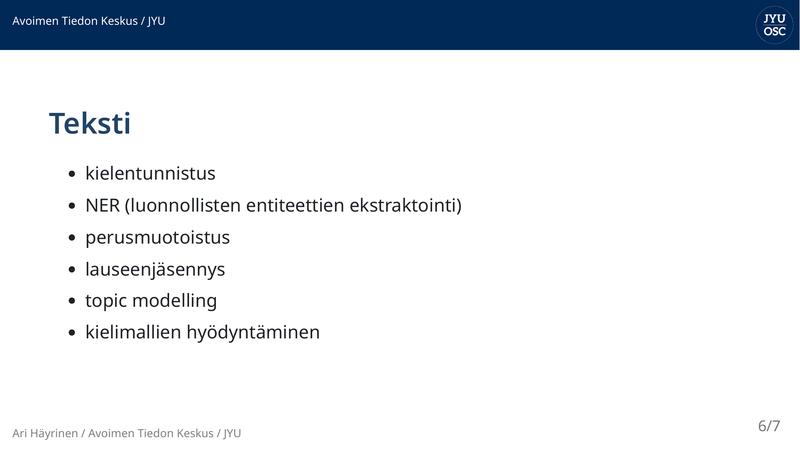 Avoimen Tiedon Keskus / JYU
JYU
OSC
Teksti
• kielentunnistus
• NER (luonnollisten entiteettien ekstraktointi)
• perusmuotoistus
• lauseenjäsennys
• topic modelling
• kielimallien hyödyntäminen
Ari Häyrinen / Avoimen Tiedon Keskus / JYU
6/7